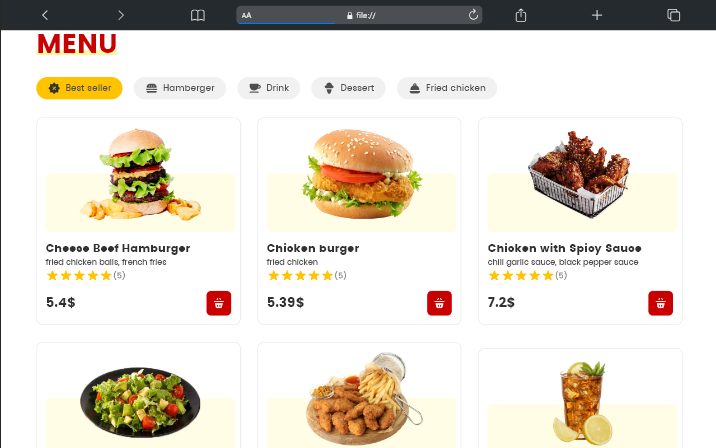 AA file://
MENU
Best seller Hamberger Drink Dessert Fried chicken
Cheese Beef Hamburger Chicken burger Chicken with Spicy Sauce
fried chicken balls, french fries fried chicken chili garlic sauce, black pepper sauce
(5) (5) (5)
5.4$ 5.39$ 7.2$